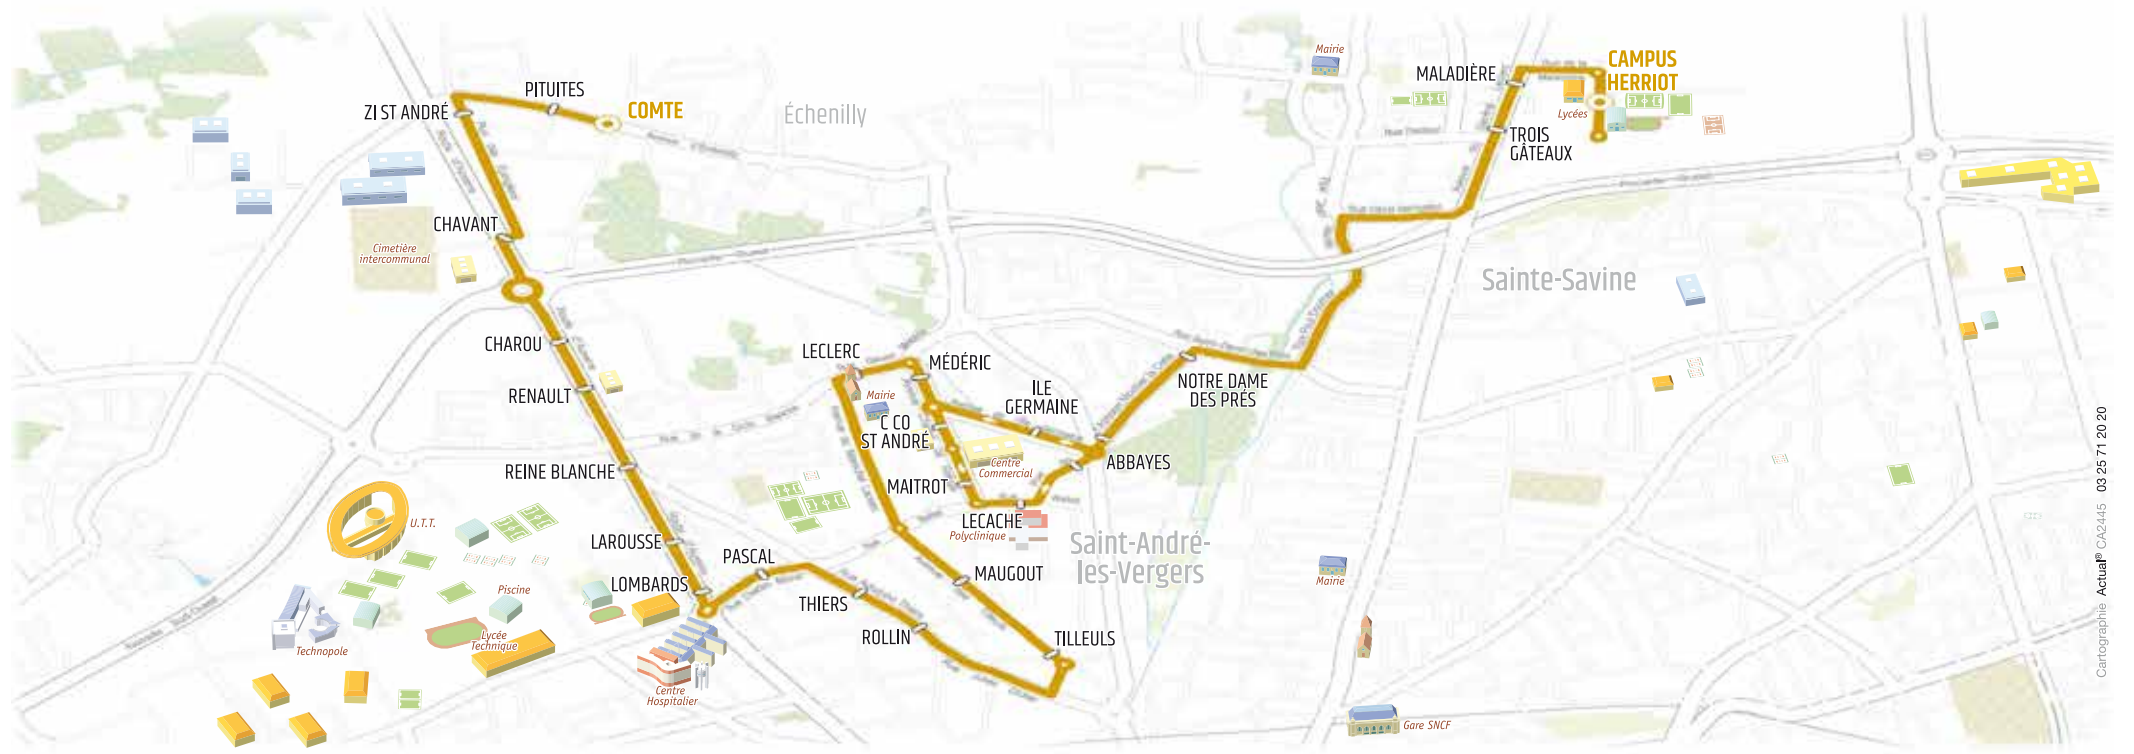 Mairie
CAMPUS
HERRIOT
MALADIÈRE
Lycées
TROIS
GÂTEAUX
PITUITES
COMTE
ZI ST ANDRÉ
Échenilly
CHAVANT
Cimetière
intercommunal
Sainte-Savine
CHAROU
RENAULT
LECLERC
MÉDÉRIC
Mairie
ILE
GERMAINE
NOTRE DAME
DES PRÉS
C CO
ST ANDRÉ
Centre
Commercial
ABBAYES
REINE BLANCHE
MAITROT
LECACHE
Polyclinique
U.T.T.
LAROUSSE
PASCAL
Saint-André-
les-Vergers
LOMBARDS
MAUGOUT
Mairie
Piscine
THIERS
ROLLIN
TILLEULS
Lycée
Technique
Technopole
Centre
Hospitalier
Gare SNCF
Cartographie Actual® CA2445 03 25 71 20 20